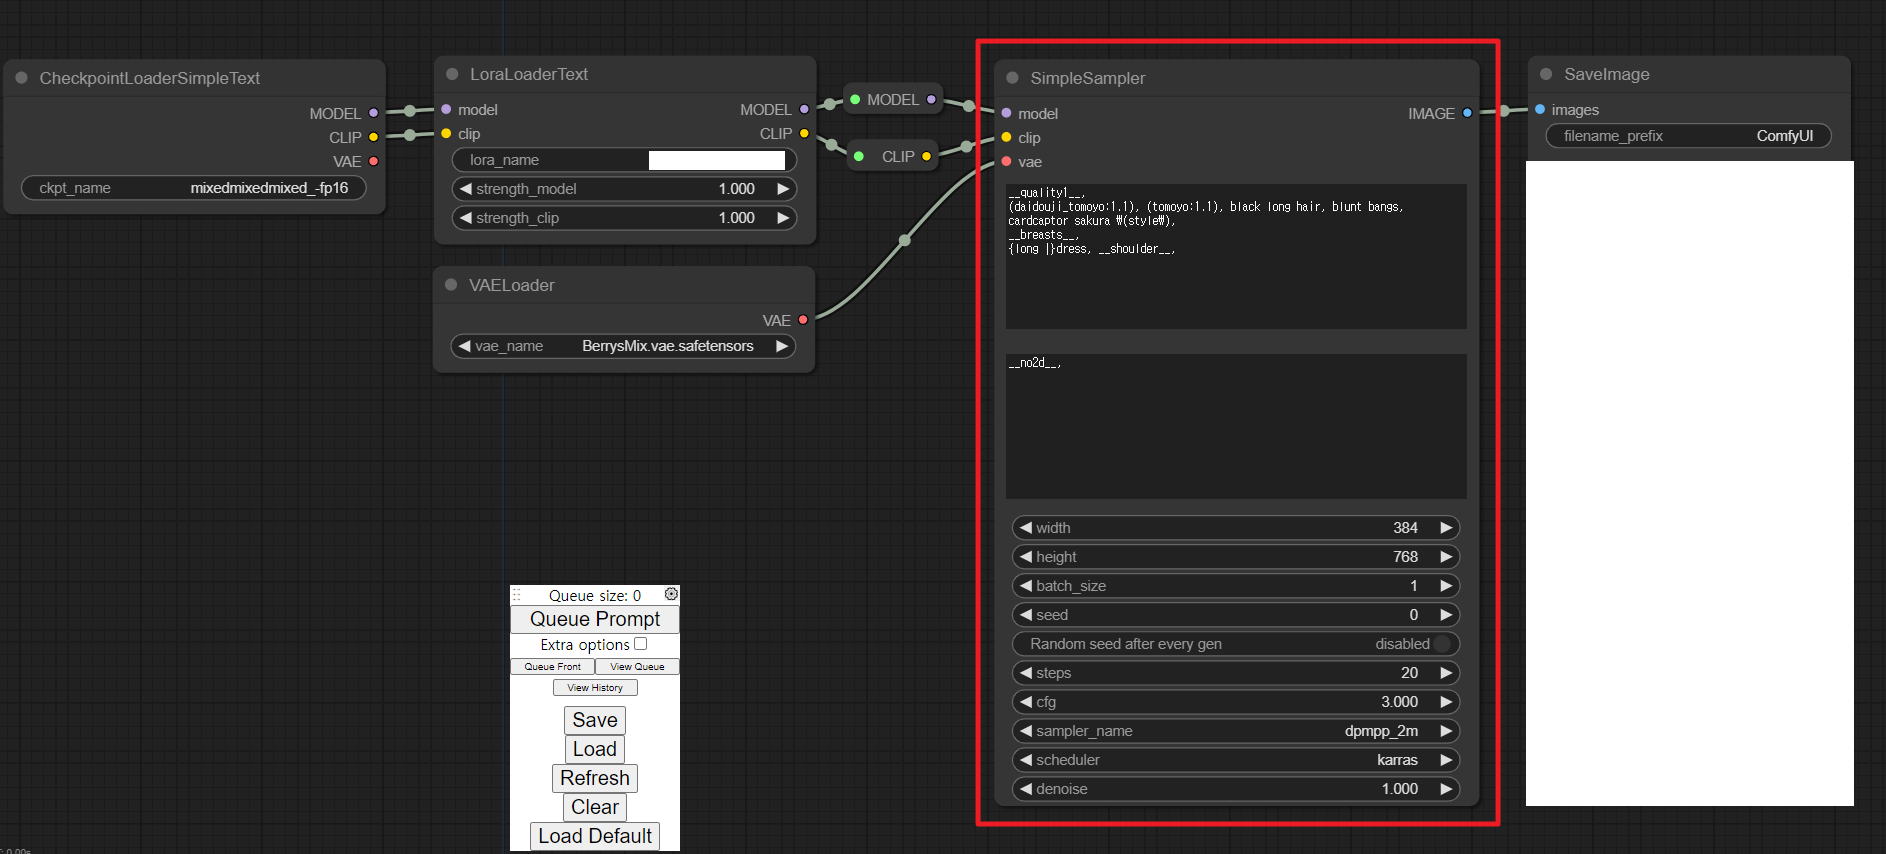 CheckpointLoaderSimpleText
MODEL
CLIP
VAE
ckpt_name mixedmixedmixed_-fp16
LoraLoaderText
model MODEL
clip CLIP
lora_name
strength_model 1.000
strength_clip 1.000
VAELoader
VAE
vae_name BerrysMix.vae.safetensors
MODEL
CLIP
SimpleSampler
model IMAGE
clip
vae
__quality1__,
(daidouji_tomoyo:1.1), (tomoyo:1.1), black long hair, blunt bangs,
cardcaptor sakura ₩(style₩),
__breasts__,
{long |}dress, __shoulder__,
__no2d__,
width 384
height 768
batch_size 1
seed 0
Random seed after every gen disabled
steps 20
cfg 3.000
sampler_name dpmpp_2m
scheduler karras
denoise 1.000
SaveImage
images
filename_prefix ComfyUI
Queue size: 0
Queue Prompt
Extra options
Queue Front View Queue
View History
Save
Load
Refresh
Clear
Load Default